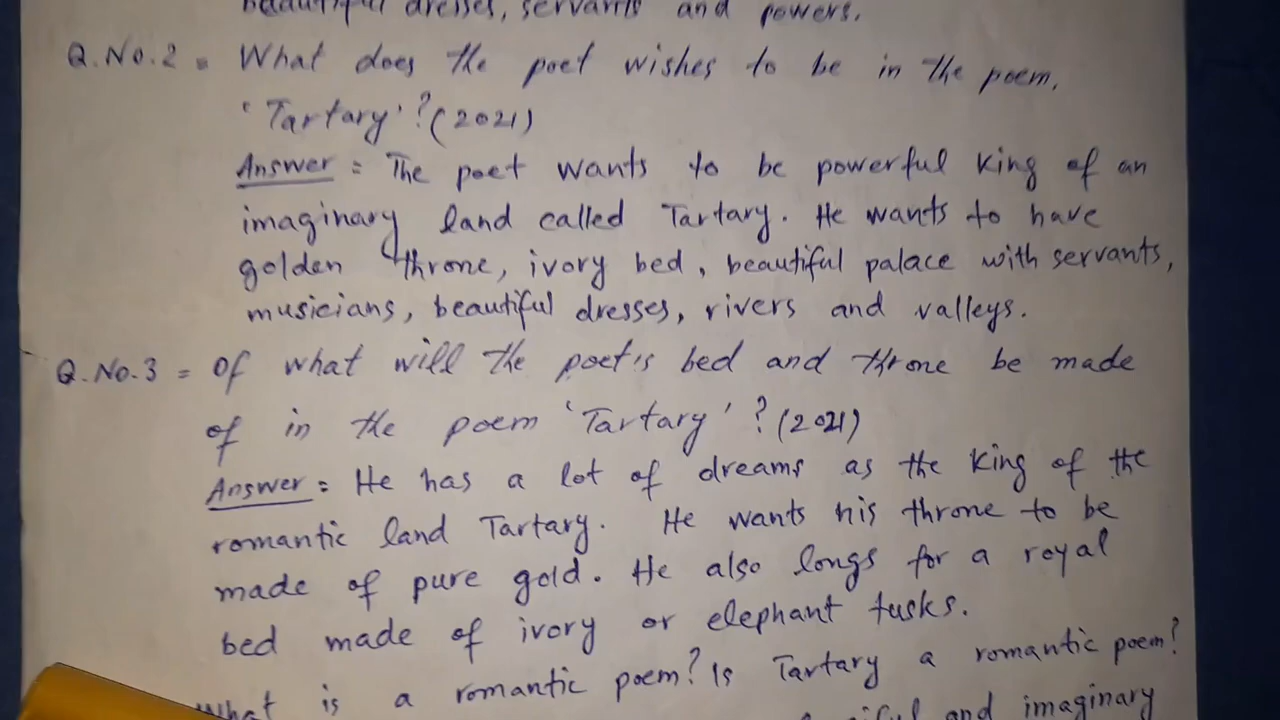 beautiful dresses, servants and powers.
Q.No.2 = What does the poet wishes to be in the poem,
'Tartary'? (2021)
Answer = The poet wants to be powerful king of an
imaginary land called Tartary. He wants to have
golden throne, ivory bed, beautiful palace with servants,
musicians, beautiful dresses, rivers and valleys.
Q.No.3 = Of what will the poet's bed and throne be made
of in the poem 'Tartary'? (2021)
Answer = He has a lot of dreams as the king of the
romantic land Tartary. He wants his throne to be
made of pure gold. He also longs for a royal
bed made of ivory or elephant tusks.
What is a romantic poem? Is Tartary a romantic poem?
and imaginary